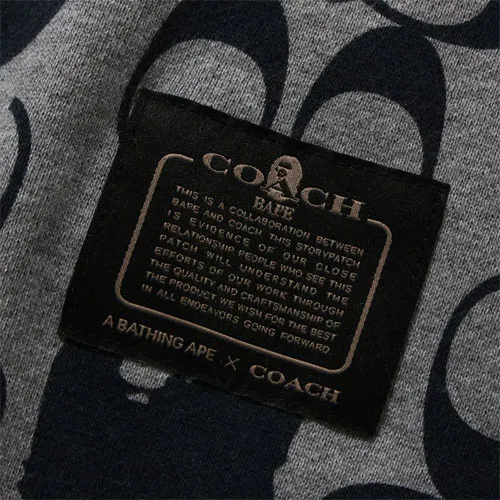 COACH
BAPE
THIS IS A COLLABORATION BETWEEN
BAPE AND COACH THIS STORYPATCH
IS EVIDENCE OF OUR CLOSE
RELATIONSHIP PEOPLE WHO SEE THIS
PATCH WILL UNDERSTAND THE
EFFORTS OF OUR WORK THROUGH
THE QUALITY AND CRAFTSMANSHIP OF
THE PRODUCT WE WISH FOR THE BEST
IN ALL ENDEAVORS GOING FORWARD
A BATHING APE × COACH